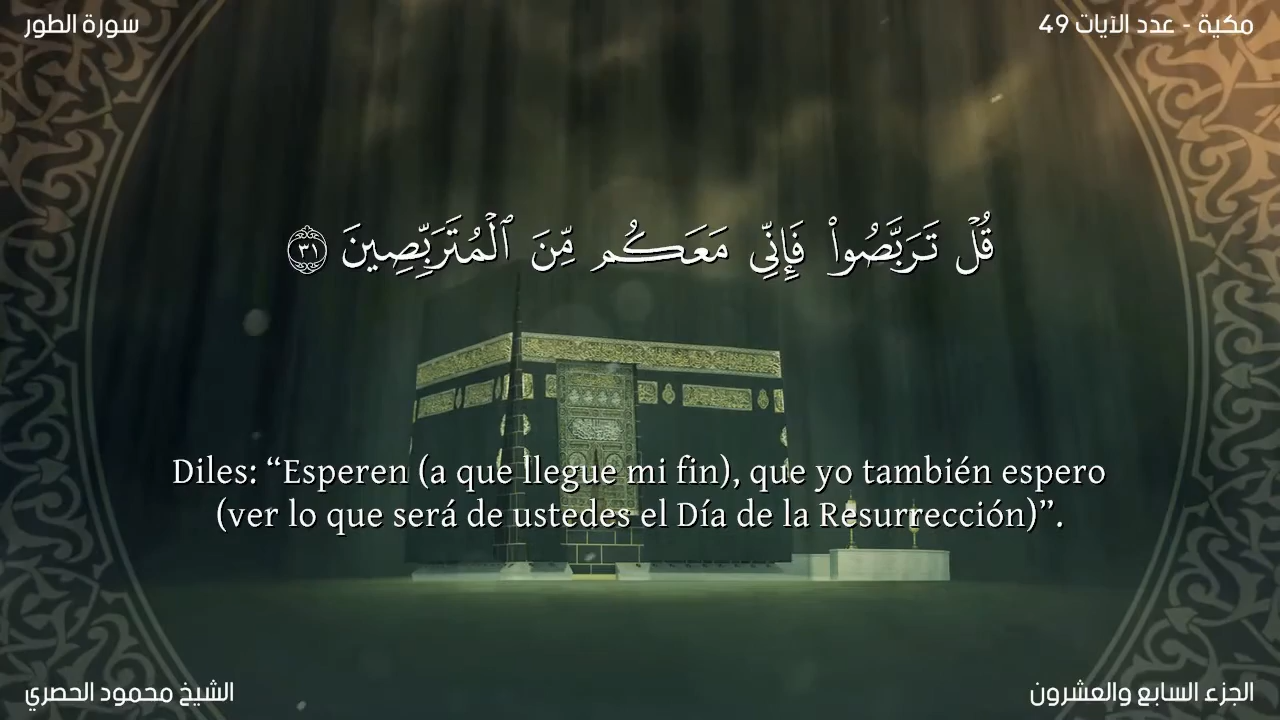 سورة الطور
مكية - عدد الآيات 49
قُلۡ تَرَبَّصُواْ فَإِنِّي مَعَكُم مِّنَ ٱلۡمُتَرَبِّصِينَ ٣١
Diles: “Esperen (a que llegue mi fin), que yo también espero
(ver lo que será de ustedes el Día de la Resurrección)”.
الشيخ محمود الحصري
الجزء السابع والعشرون